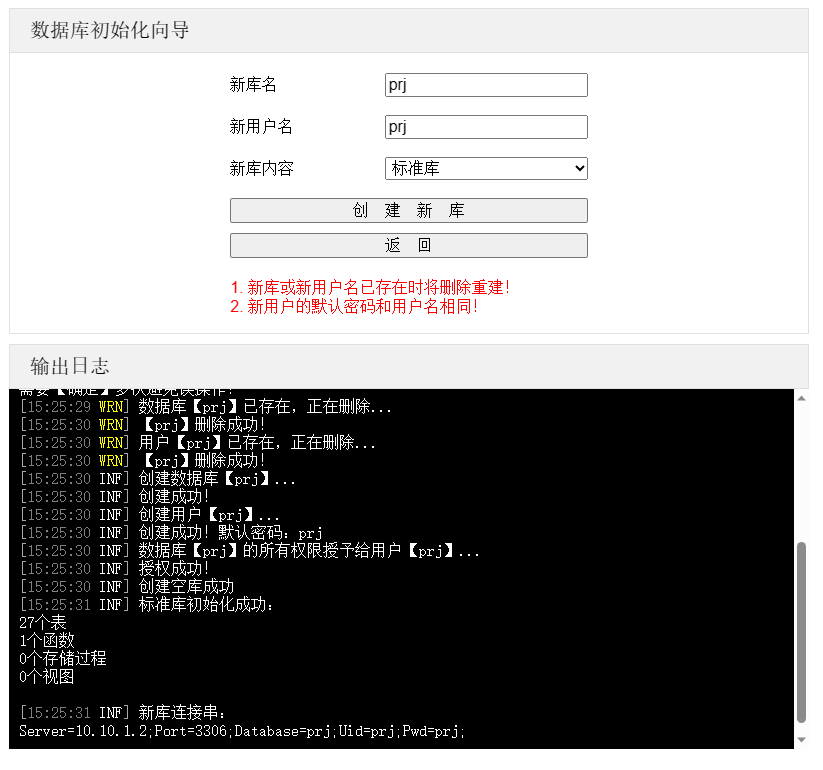 数据库初始化向导
新库名 prj
新用户名 prj
新库内容 标准库
创 建 新 库
返 回
1. 新库或新用户名已存在时将删除重建！
2. 新用户的默认密码和用户名相同！
输出日志
需要【确定】多次避免误操作！
[15:25:29 WRN] 数据库【prj】已存在，正在删除...
[15:25:30 WRN] 【prj】删除成功！
[15:25:30 WRN] 用户【prj】已存在，正在删除...
[15:25:30 WRN] 【prj】删除成功！
[15:25:30 INF] 创建数据库【prj】...
[15:25:30 INF] 创建成功！
[15:25:30 INF] 创建用户【prj】...
[15:25:30 INF] 创建成功！默认密码：prj
[15:25:30 INF] 数据库【prj】的所有权限授予给用户【prj】...
[15:25:30 INF] 授权成功！
[15:25:30 INF] 创建空库成功
[15:25:31 INF] 标准库初始化成功：
27个表
1个函数
0个存储过程
0个视图
[15:25:31 INF] 新库连接串：
Server=10.10.1.2;Port=3306;Database=prj;Uid=prj;Pwd=prj;